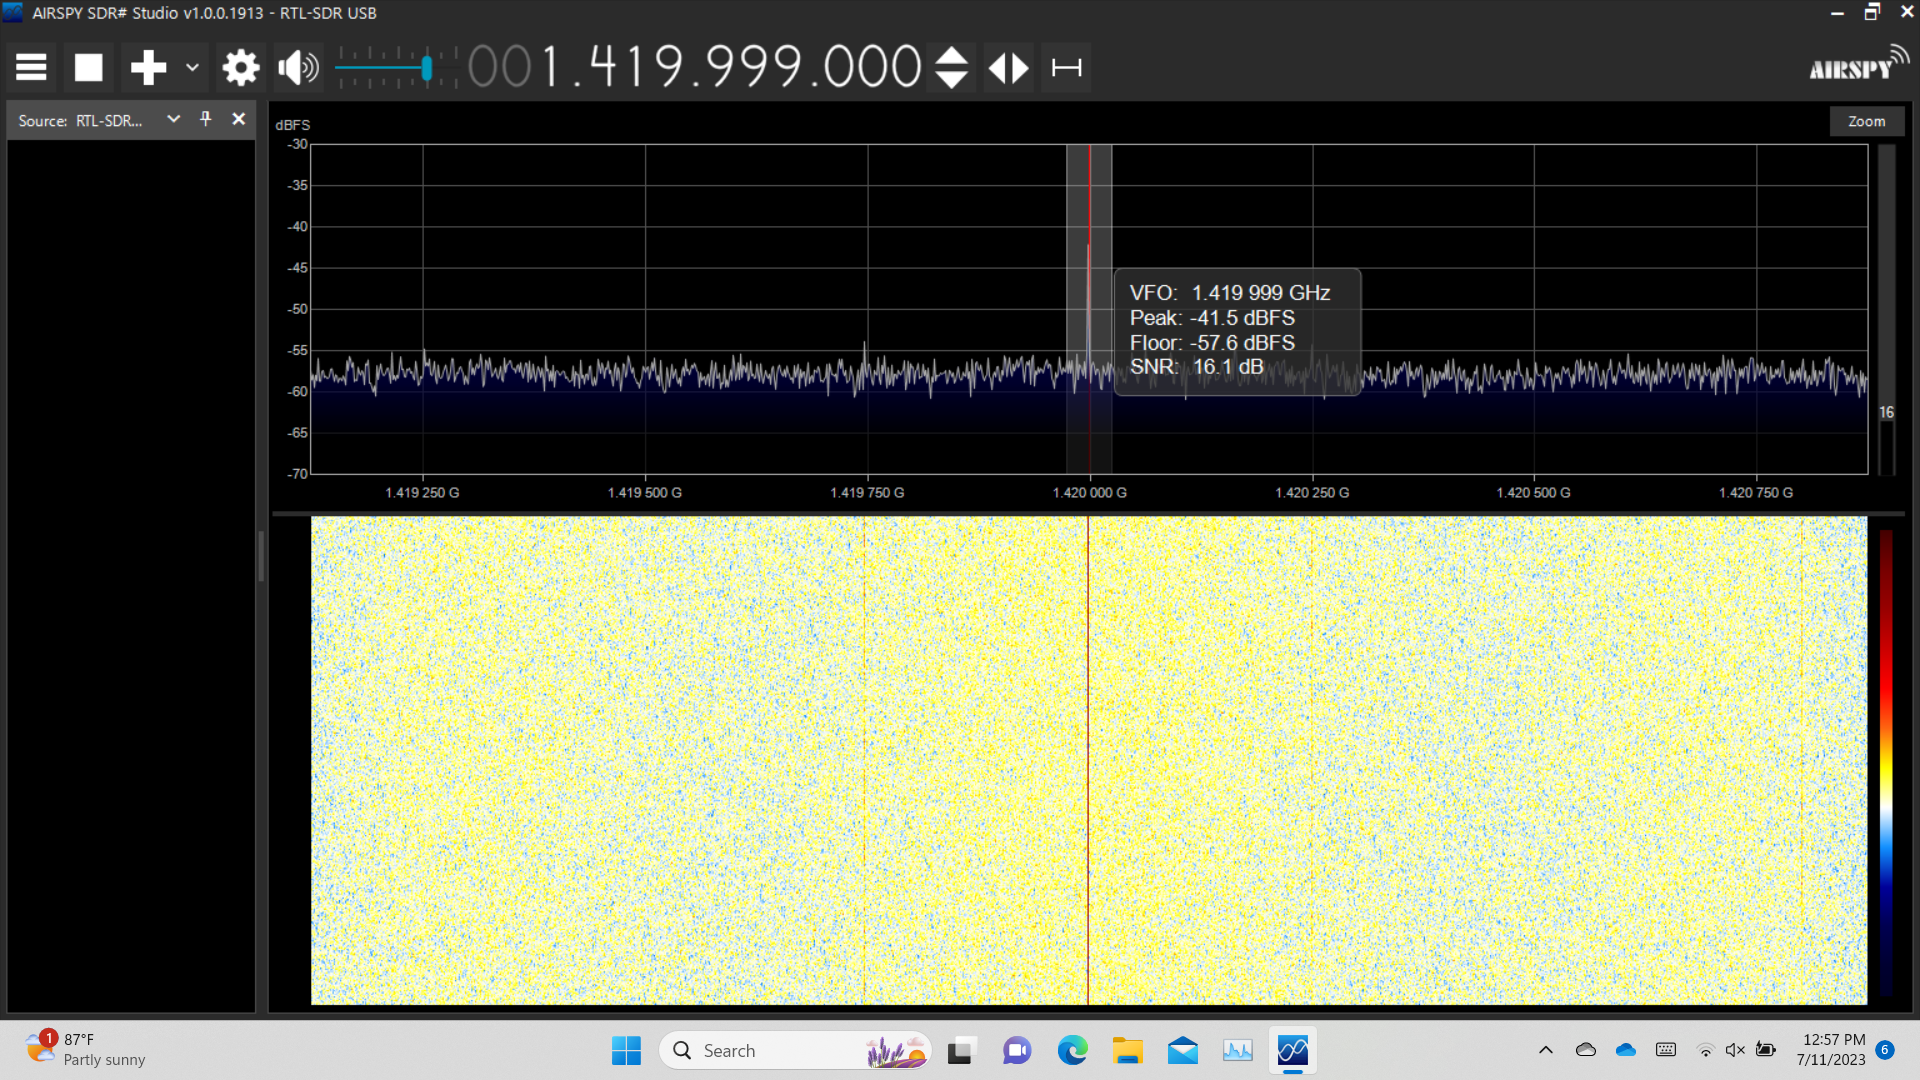 AIRSPY SDR# Studio v1.0.0.1913 - RTL-SDR USB
001.419.999.000
AIRSPY
Source: RTL-SDR...
dBFS
Zoom
-30
-35
-40
-45
-50
-55
-60
-65
-70
VFO: 1.419 999 GHz
Peak: -41.5 dBFS
Floor: -57.6 dBFS
SNR: 16.1 dB
16
1.419 250 G 1.419 500 G 1.419 750 G 1.420 000 G 1.420 250 G 1.420 500 G 1.420 750 G
1
87°F
Partly sunny
Search
12:57 PM
7/11/2023
6